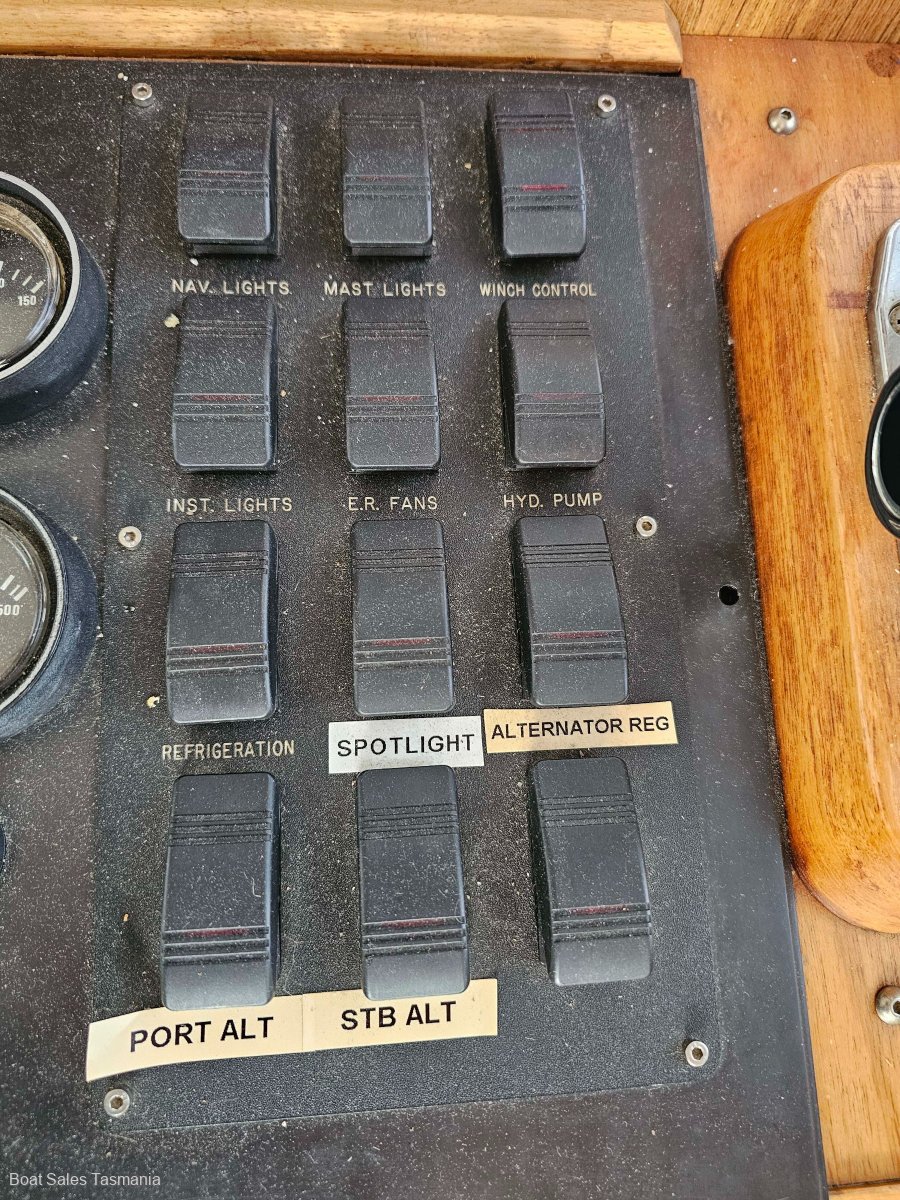 NAV. LIGHTS
MAST LIGHTS
WINCH CONTROL
150
INST. LIGHTS
E.R. FANS
HYD. PUMP
REFRIGERATION
SPOTLIGHT
ALTERNATOR REG
PORT ALT
STB ALT
Boat Sales Tasmania